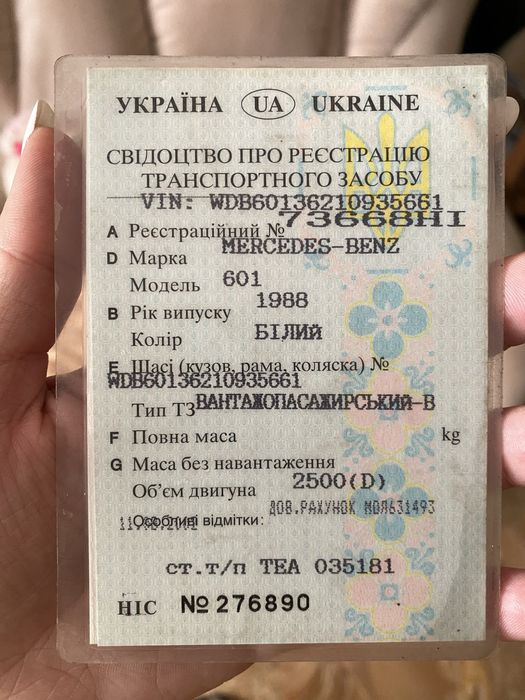 УКРАЇНА UA UKRAINE
СВІДОЦТВО ПРО РЕЄСТРАЦІЮ
ТРАНСПОРТНОГО ЗАСОБУ
VIN: WDB60136210935661
A Реєстраційний № 73668НІ
D Марка MERCEDES-BENZ
Модель 601
B Рік випуску 1988
Колір БІЛИЙ
E Шасі (кузов, рама, коляска) №
WDB60136210935661
Тип ТЗ ВАНТАЖОПАСАЖИРСЬКИЙ-В
F Повна маса kg
G Маса без навантаження
Об'єм двигуна 2500(D)
ДОВ.РАХУНОК МОЛ631493
Особливі відмітки:
ст.т/п ТЕА 035181
НІС № 276890